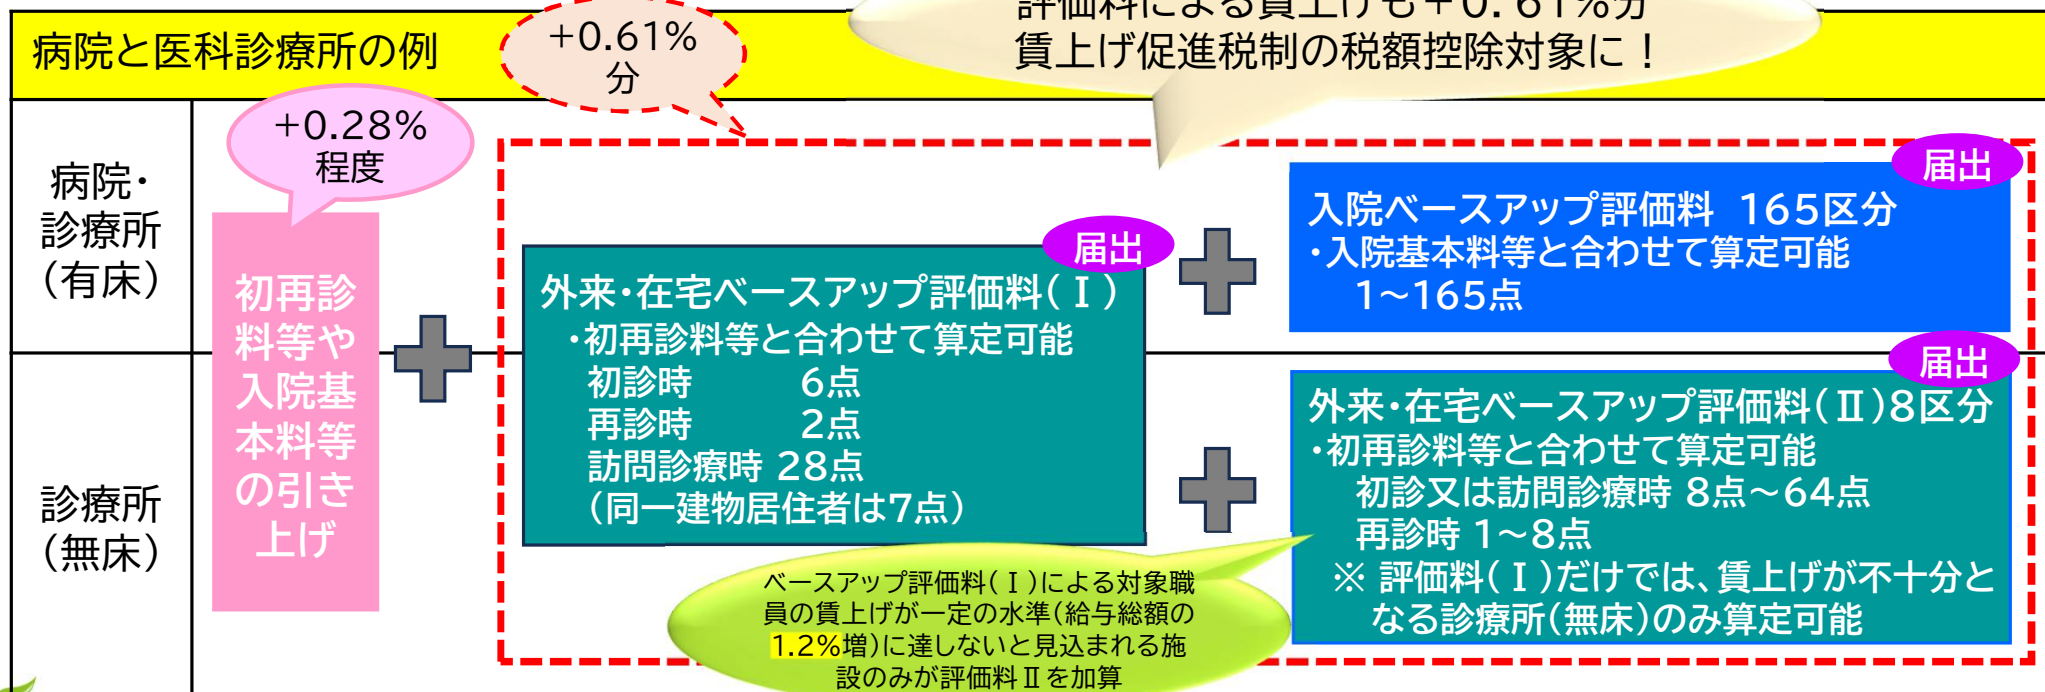 評価料による賃上げも+0.61%分
賃上げ促進税制の税額控除対象に！
病院と医科診療所の例
+0.61%
分
+0.28%
程度
病院・
診療所
（有床）
診療所
（無床）
初再診
料等や
入院基
本料等
の引き
上げ
届出
外来・在宅ベースアップ評価料（Ⅰ）
・初再診料等と合わせて算定可能
初診時 6点
再診時 2点
訪問診療時 28点
（同一建物居住者は7点）
届出
入院ベースアップ評価料 165区分
・入院基本料等と合わせて算定可能
1～165点
届出
外来・在宅ベースアップ評価料（Ⅱ）8区分
・初再診料等と合わせて算定可能
初診又は訪問診療時 8点～64点
再診時 1～8点
※ 評価料（Ⅰ）だけでは、賃上げが不十分と
なる診療所（無床）のみ算定可能
ベースアップ評価料（Ⅰ）による対象職
員の賃上げが一定の水準（給与総額の
1.2%増）に達しないと見込まれる施
設のみが評価料Ⅱを加算